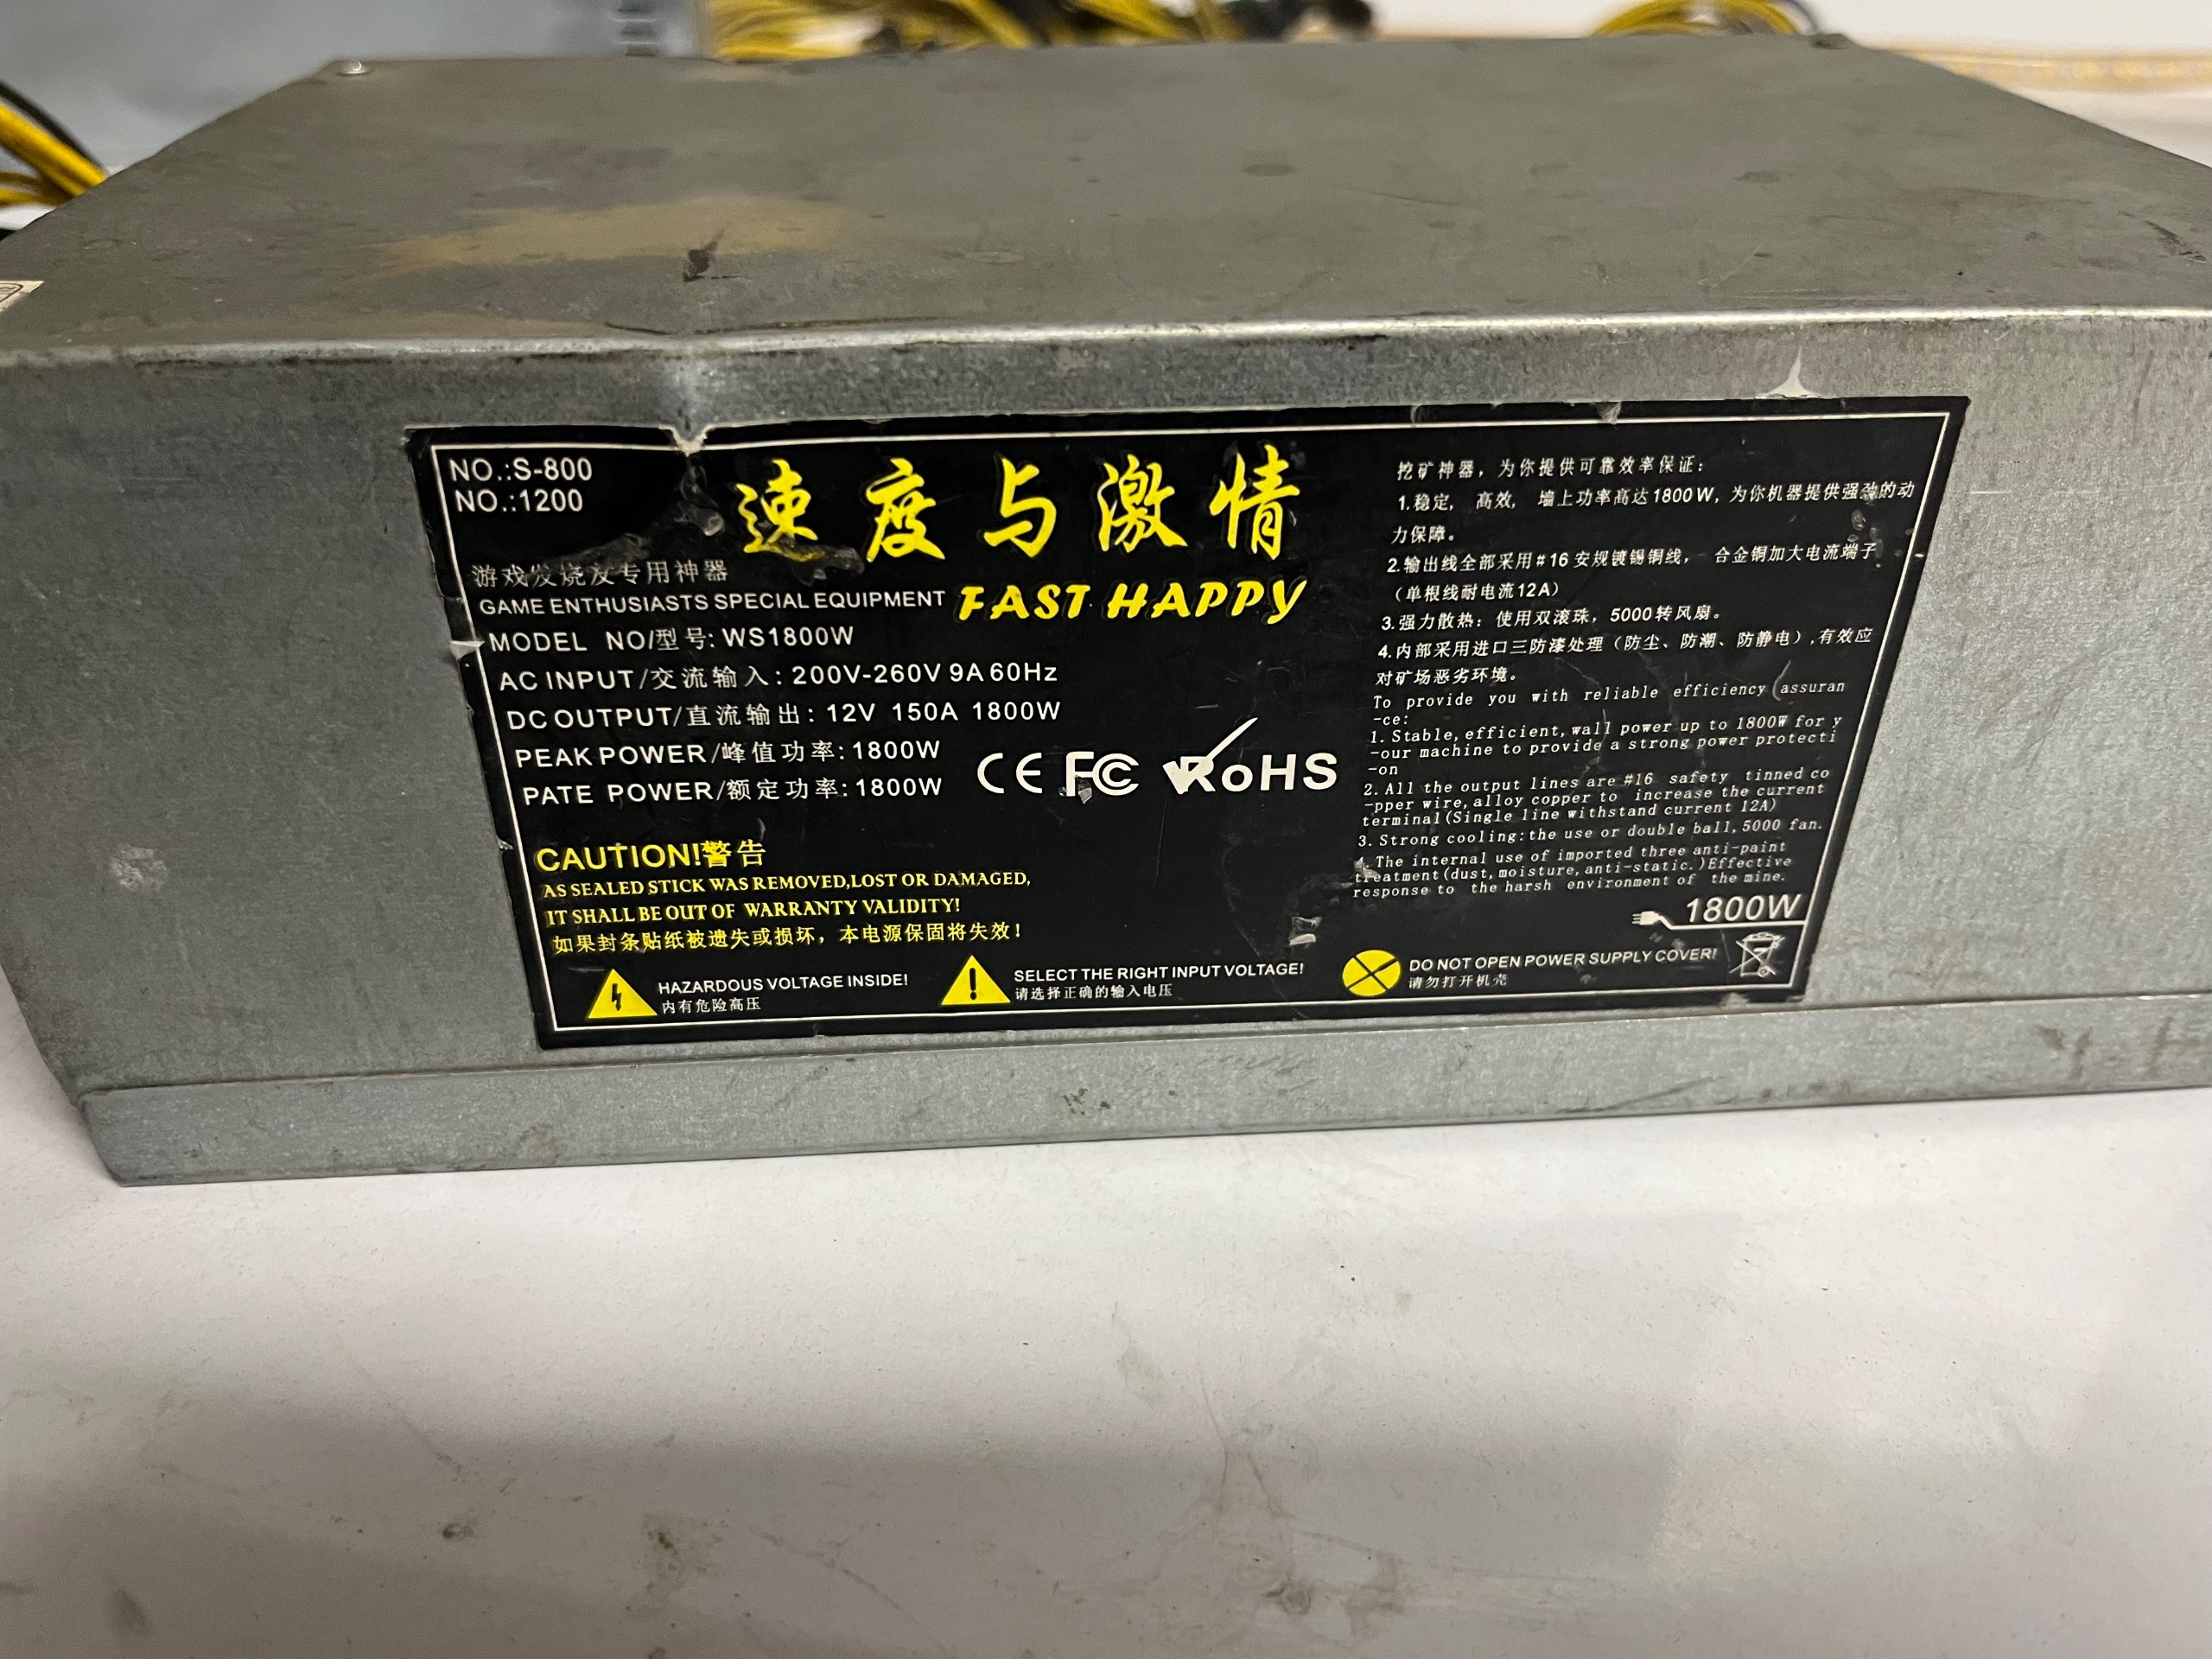 NO.:S-800
NO.:1200
速度与激情
FAST HAPPY
游戏发烧友专用神器
GAME ENTHUSIASTS SPECIAL EQUIPMENT
MODEL NO/型号: WS1800W
AC INPUT/交流输入: 200V-260V 9A 60Hz
DC OUTPUT/直流输出: 12V 150A 1800W
PEAK POWER/峰值功率: 1800W
PATE POWER/额定功率: 1800W
CE FC RoHS
CAUTION!警告
AS SEALED STICK WAS REMOVED,LOST OR DAMAGED,
IT SHALL BE OUT OF WARRANTY VALIDITY!
如果封条贴纸被遗失或损坏，本电源保固将失效！
挖矿神器，为你提供可靠效率保证：
1.稳定， 高效， 墙上功率高达1800W，为你机器提供强劲的动
力保障。
2.输出线全部采用#16安规镀锡铜线， 合金铜加大电流端子
（单根线耐电流12A）
3.强力散热：使用双滚珠，5000转风扇。
4.内部采用进口三防漆处理（防尘、防潮、防静电）,有效应
对矿场恶劣环境。
To provide you with reliable efficiency (assuran
-ce:
1. Stable, efficient, wall power up to 1800W for y
-our machine to provide a strong power protecti
-on
2. All the output lines are #16 safety tinned co
-pper wire, alloy copper to increase the current
terminal(Single line withstand current 12A)
3. Strong cooling:the use or double ball, 5000 fan.
4. The internal use of imported three anti-paint
treatment(dust, moisture, anti-static.)Effective
response to the harsh environment of the mine.
1800W
HAZARDOUS VOLTAGE INSIDE!
内有危险高压
SELECT THE RIGHT INPUT VOLTAGE!
请选择正确的输入电压
DO NOT OPEN POWER SUPPLY COVER!
请勿打开机壳